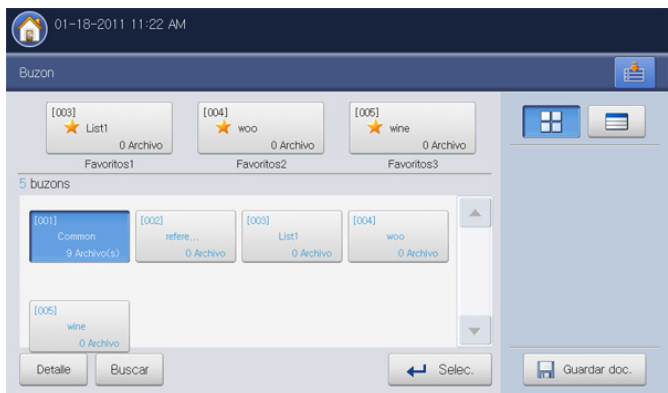 01-18-2011 11:22 AM
Buzon
[003]
List1
0 Archivo
Favoritos1
[004]
woo
0 Archivo
Favoritos2
[005]
wine
0 Archivo
Favoritos3
5 buzons
[001]
Common
9 Archivo(s)
[002]
refere...
0 Archivo
[003]
List1
0 Archivo
[004]
woo
0 Archivo
[005]
wine
0 Archivo
Detalle
Buscar
Selec.
Guardar doc.